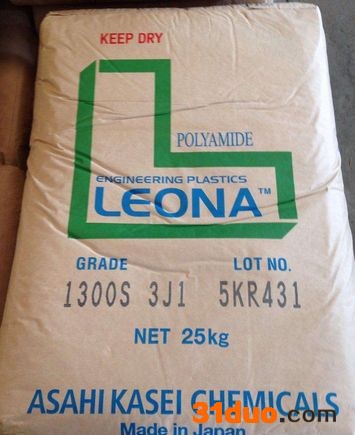 KEEP DRY
POLYAMIDE
ENGINEERING PLASTICS
LEONA™
GRADE LOT NO.
1300S 3J1 5KR431
NET 25kg
ASAHI KASEI CHEMICALS
31duo.com
Made in Japan